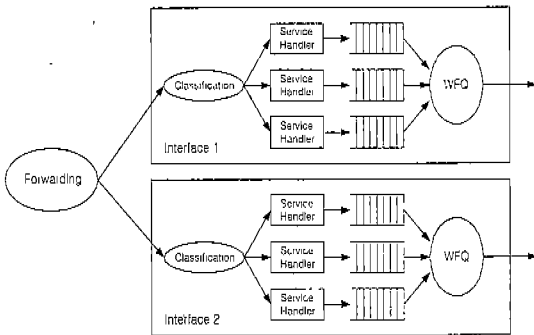 Service
Handler
Classification
Service
Handler
WFQ
Service
Handler
Interface 1
Forwarding
Service
Handler
Classification
Service
Handler
WFQ
Service
Handler
Interface 2